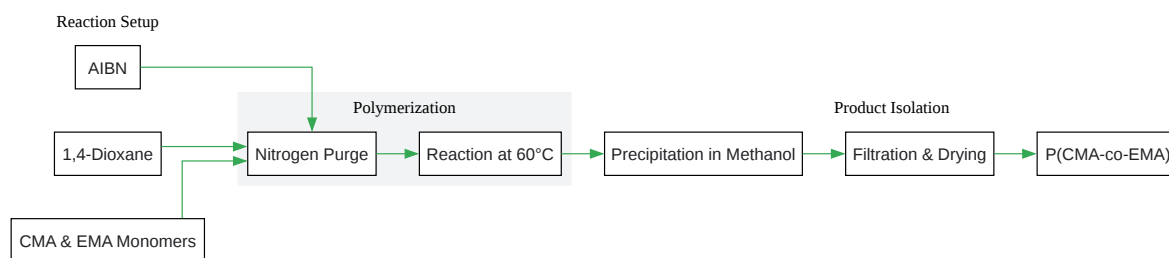 Reaction Setup
AIBN
Polymerization
Product Isolation
1,4-Dioxane
Nitrogen Purge
Reaction at 60°C
Precipitation in Methanol
Filtration & Drying
P(CMA-co-EMA)
CMA & EMA Monomers